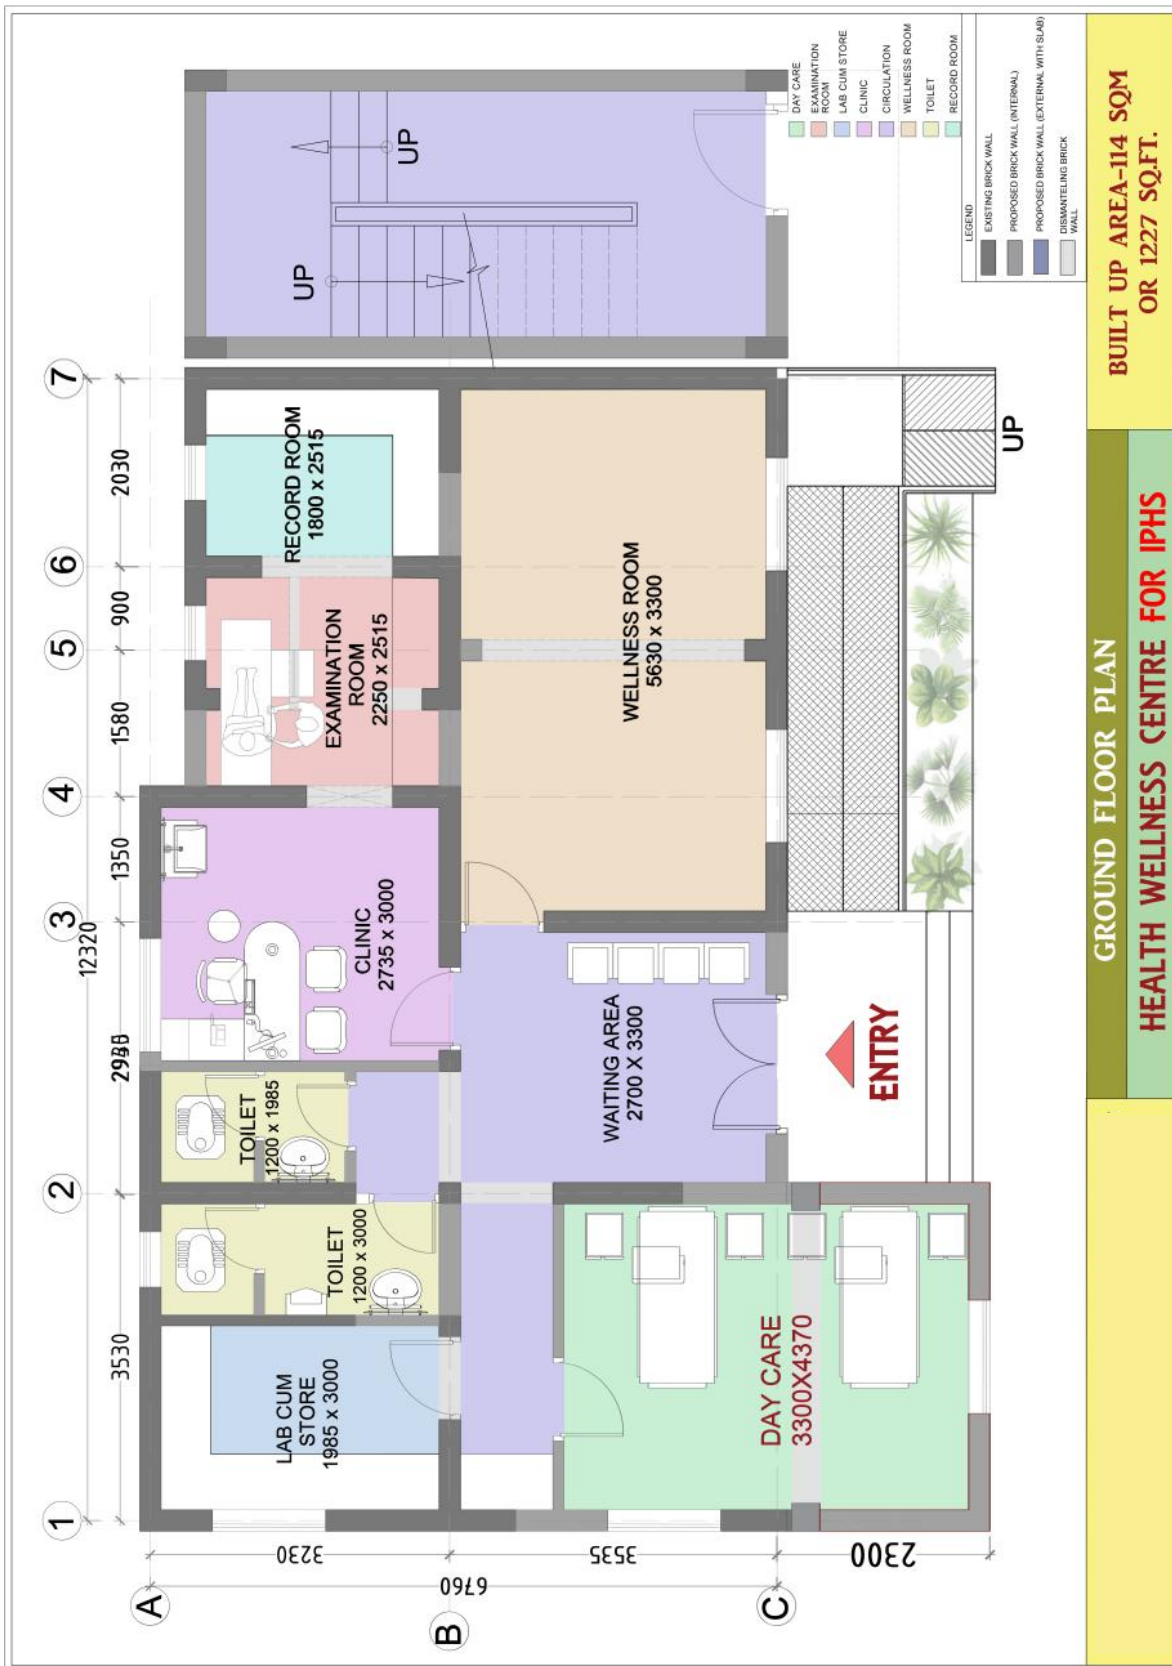 1
2
3
4
5
6
7
12320
3530
1350
1580
900
2030
A
B
C
3230
3535
6760
2300
LAB CUM
STORE
1985 x 3000
TOILET
1200 x 3000
TOILET
1200 x 1985
CLINIC
2735 x 3000
EXAMINATION
ROOM
2250 x 2515
RECORD ROOM
1800 x 2515
UP
UP
DAY CARE
3300X4370
WAITING AREA
2700 X 3300
WELLNESS ROOM
5630 x 3300
ENTRY
UP
DAY CARE
EXAMINATION
ROOM
LAB CUM STORE
CLINIC
CIRCULATION
WELLNESS ROOM
TOILET
RECORD ROOM
LEGEND
EXISTING BRICK WALL
PROPOSED BRICK WALL (INTERNAL)
PROPOSED BRICK WALL (EXTERNAL WITH SLAB)
DISMANTELING BRICK
WALL
GROUND FLOOR PLAN
HEALTH WELLNESS CENTRE FOR IPHS
BUILT UP AREA-114 SQM
OR 1227 SQ.FT.